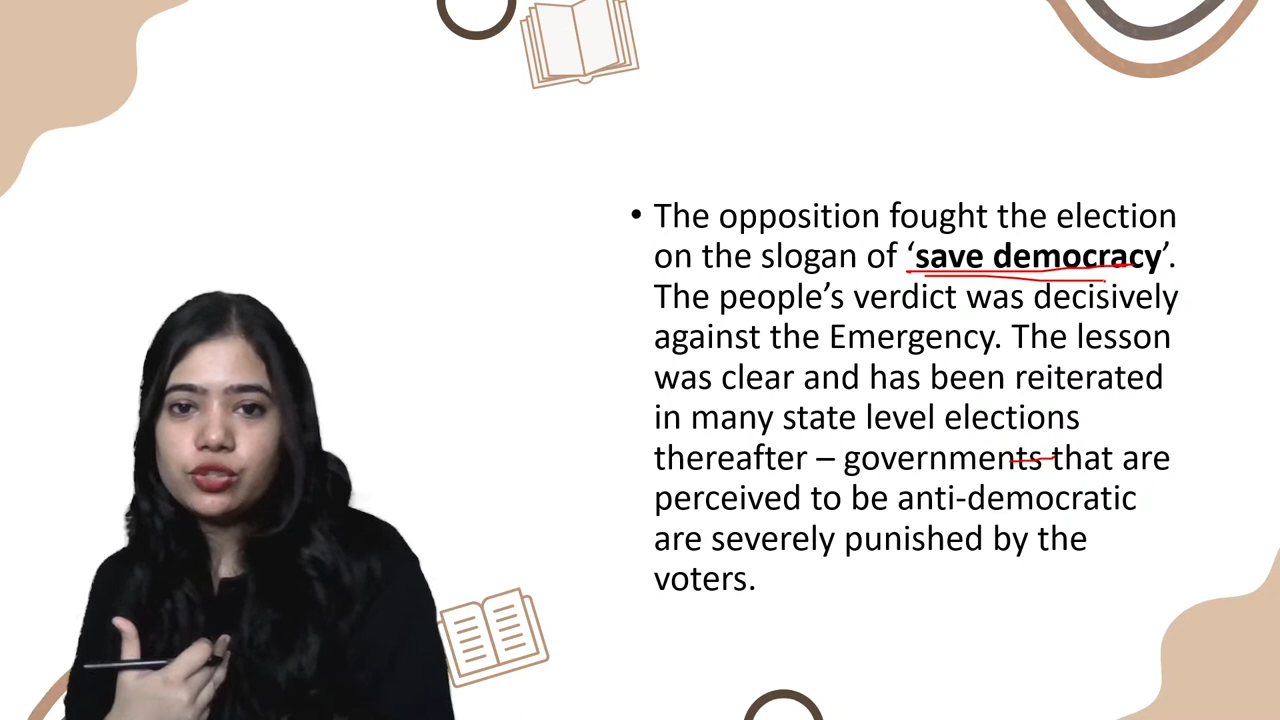 • The opposition fought the election
on the slogan of ‘save democracy’.
The people’s verdict was decisively
against the Emergency. The lesson
was clear and has been reiterated
in many state level elections
thereafter – governments that are
perceived to be anti-democratic
are severely punished by the
voters.